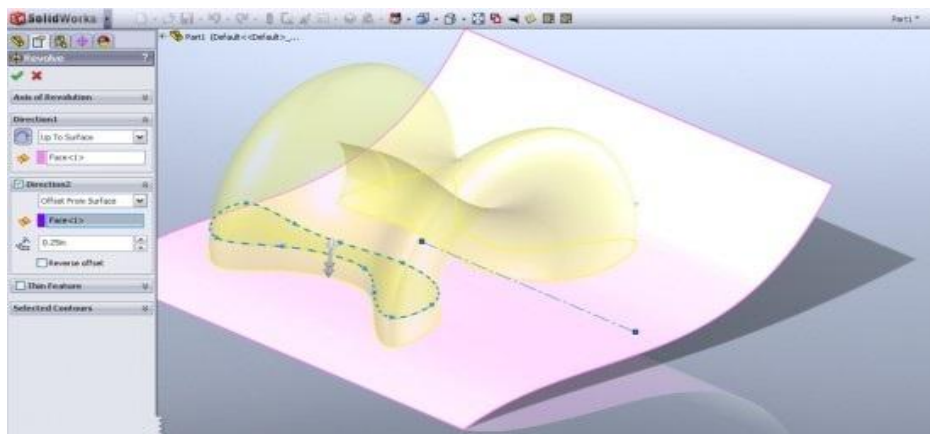 SolidWorks
Part1 *
Part1 (Default<<Default>_...
Revolve
?
Axis of Revolution
Direction1
Up To Surface
Face<1>
Direction2
Offset From Surface
Face<1>
0.25in
Reverse offset
Thin Feature
Selected Contours